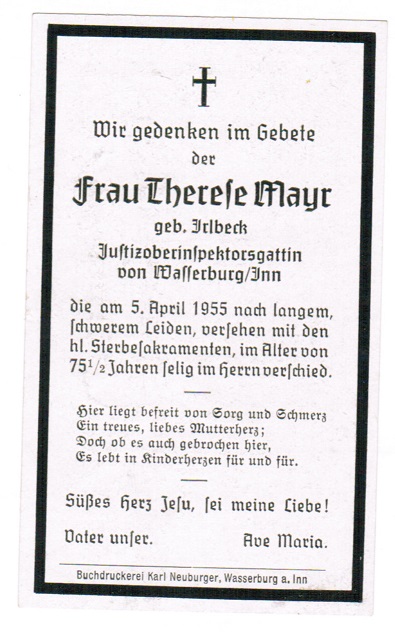 Wir gedenken im Gebete
der
Frau Therese Mayr
geb. Irlbeck
Justizoberinspektorsgattin
von Wasserburg/Inn
die am 5. April 1955 nach langem,
schwerem Leiden, versehen mit den
hl. Sterbesakramenten, im Alter von
75½ Jahren selig im Herrn verschied.
Hier liegt befreit von Sorg und Schmerz
Ein treues, liebes Mutterherz;
Doch ob es auch gebrochen hier,
Es lebt in Kinderherzen für und für.
Süßes Herz Jesu, sei meine Liebe!
Vater unser. Ave Maria.
Buchdruckerei Karl Neuburger, Wasserburg a. Inn